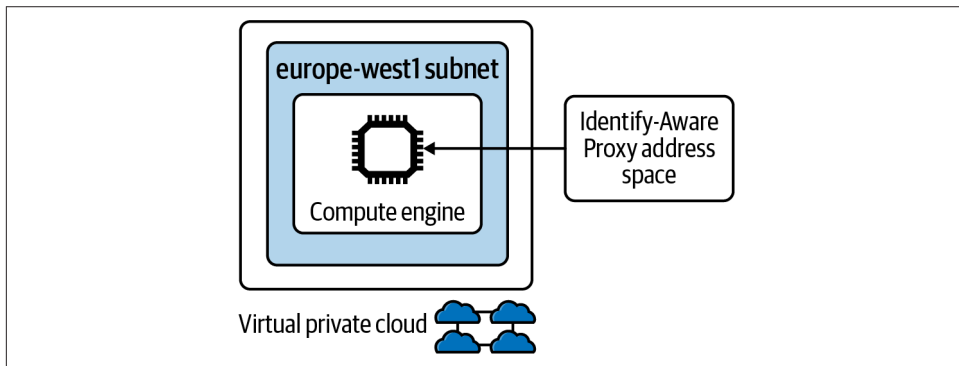 europe-west1 subnet
Compute engine
Identify-Aware
Proxy address
space
Virtual private cloud